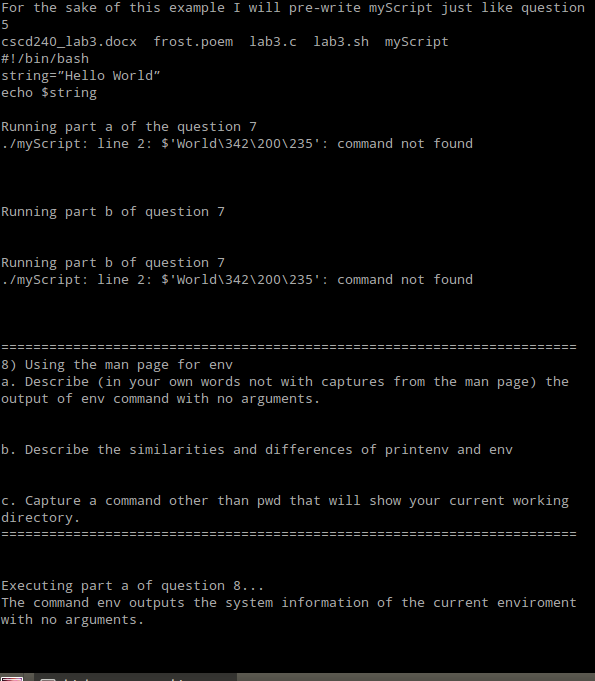 For the sake of this example I will pre-write myScript just like question
5
cscd240_lab3.docx  frost.poem  lab3.c  lab3.sh  myScript
#!/bin/bash
string=”Hello World”
echo $string
Running part a of the question 7
./myScript: line 2: $'World\342\200\235': command not found
Running part b of question 7
Running part b of question 7
./myScript: line 2: $'World\342\200\235': command not found
========================================================================
8) Using the man page for env
a. Describe (in your own words not with captures from the man page) the
output of env command with no arguments.
b. Describe the similarities and differences of printenv and env
c. Capture a command other than pwd that will show your current working
directory.
========================================================================
Executing part a of question 8...
The command env outputs the system information of the current enviroment
with no arguments.